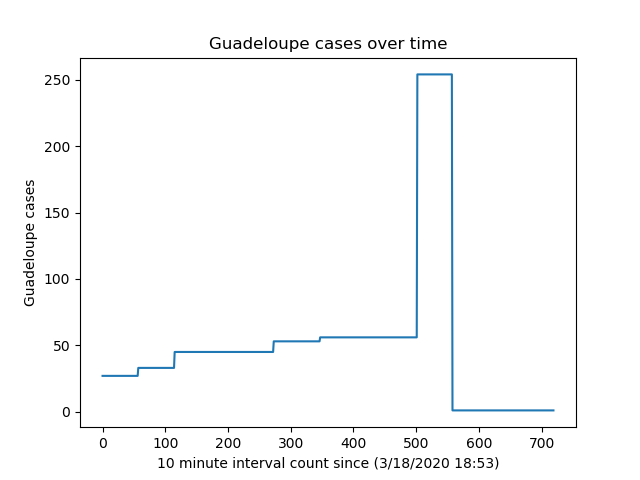 Guadeloupe cases over time
Guadeloupe cases
250
200
150
100
50
0
0 100 200 300 400 500 600 700
10 minute interval count since (3/18/2020 18:53)